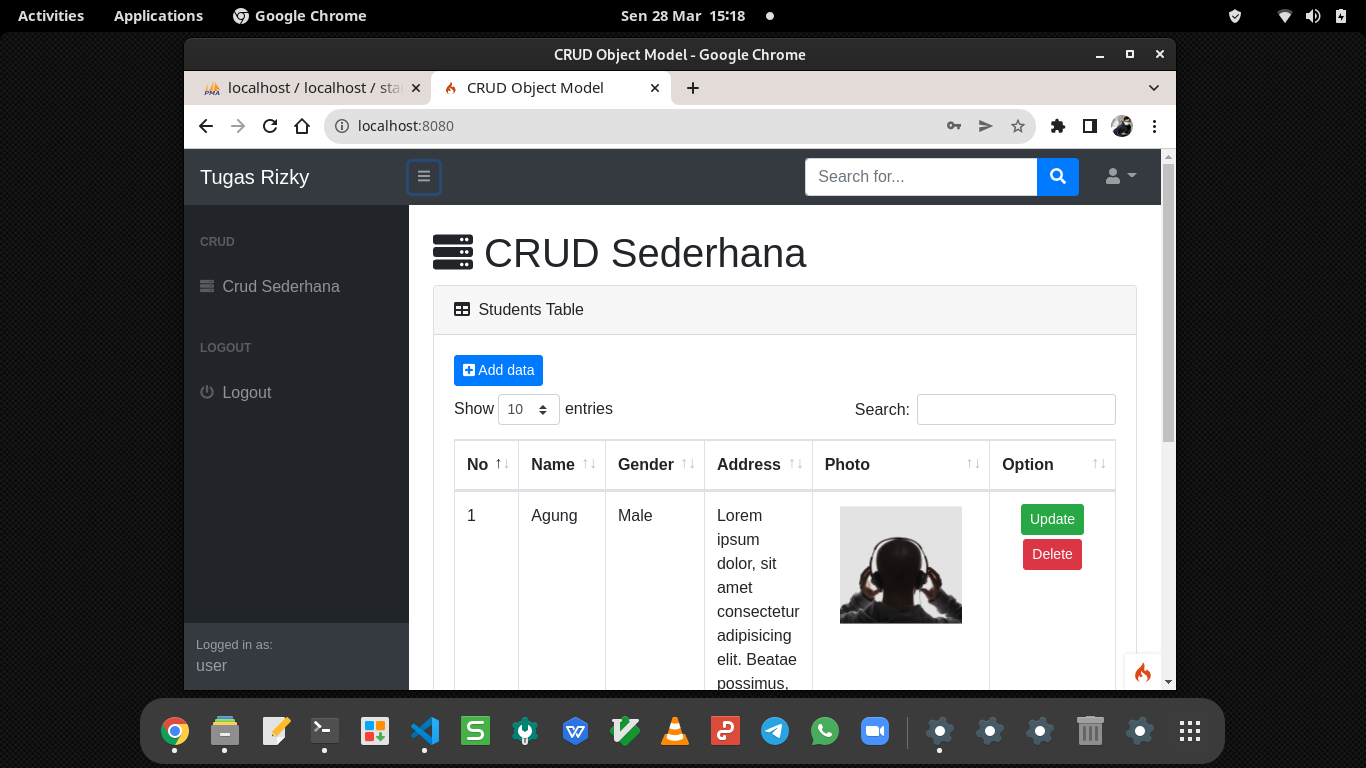 Activities Applications Google Chrome Sen 28 Mar 15:18
CRUD Object Model - Google Chrome
localhost / localhost / sta CRUD Object Model
localhost:8080
Tugas Rizky Search for...
CRUD
Crud Sederhana
LOGOUT
Logout
Logged in as:
user
CRUD Sederhana
Students Table
Add data
Show 10 entries Search:
No Name Gender Address Photo Option
1 Agung Male Lorem Update
ipsum
dolor, sit Delete
amet
consectetur
adipisicing
elit. Beatae
possimus,